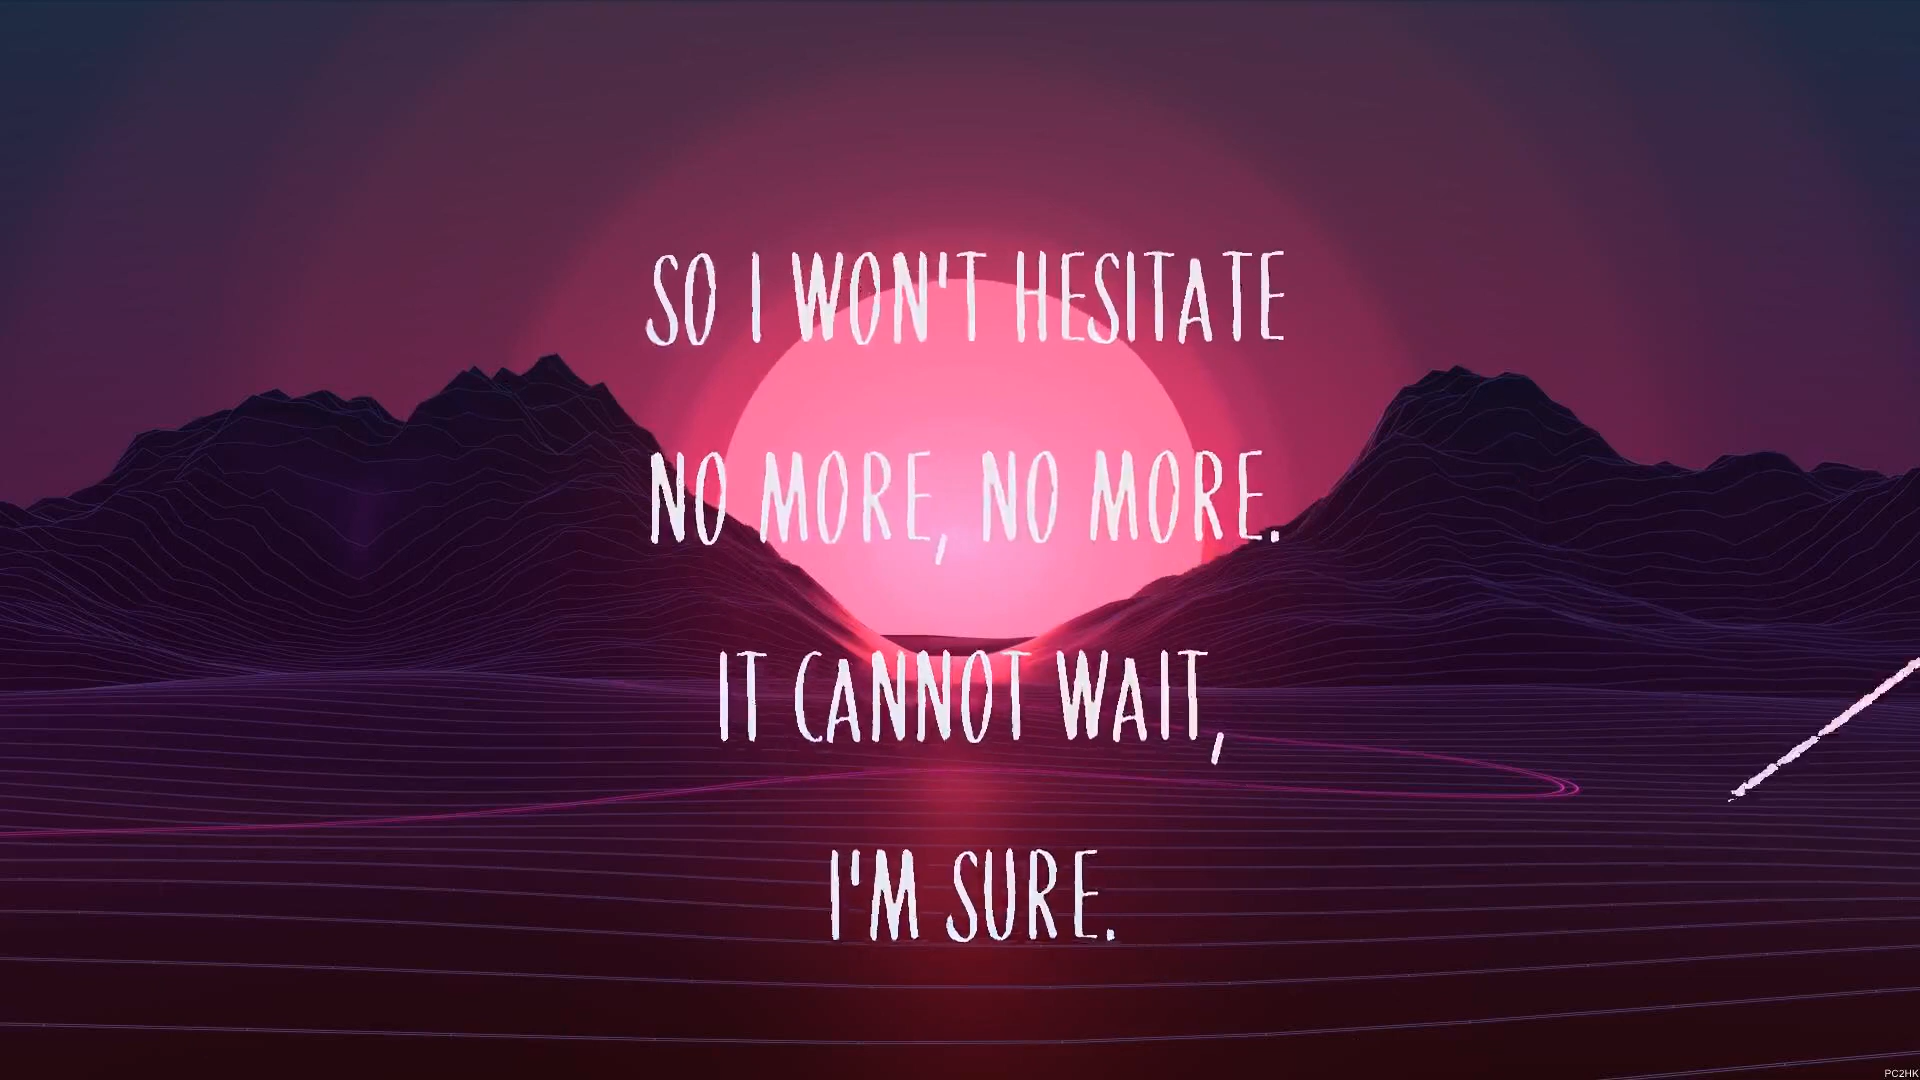 SO I WON'T HESITATE
NO MORE, NO MORE.
IT CANNOT WAIT,
I'M SURE.
PC2HK